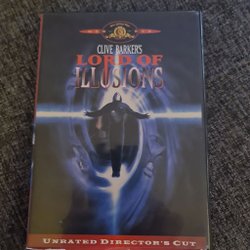 CLIVE BARKER'S
LORD OF
ILLUSIONS
UNRATED DIRECTOR'S CUT